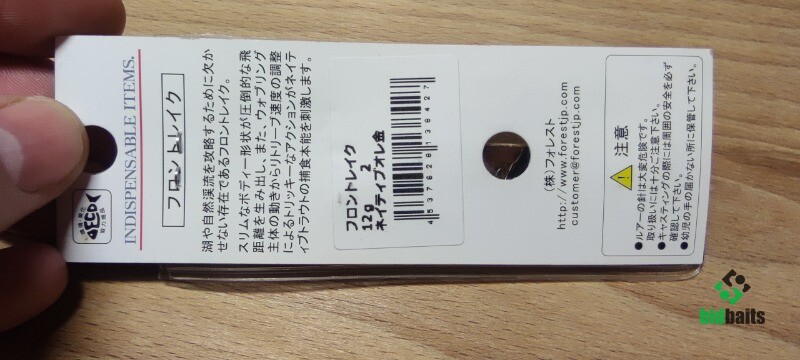 INDISPENSABLE ITEMS.
フロントレイク
湖や自然渓流を攻略するために欠か
せない存在であるフロントレイク。
スリムなボディー形状が圧倒的な飛
距離を生み出し、また、ウォブリング
主体の動きからリトリーブ速度の調整
によるトリッキーなアクションがネイテ
ィブトラウトの捕食本能を刺激します。
フロントレイク
12g 2
ネイティブオレ金
4537626136427
(株)フォレスト
http://www.forestjp.com
customer@forestjp.com
注意
●ルアーの針は大変危険です。
取り扱いには十分ご注意下さい。
●キャスティングの際には周囲の安全を必ず
確認して下さい。
●幼児の手の届かない所に保管して下さい。
bidbaits